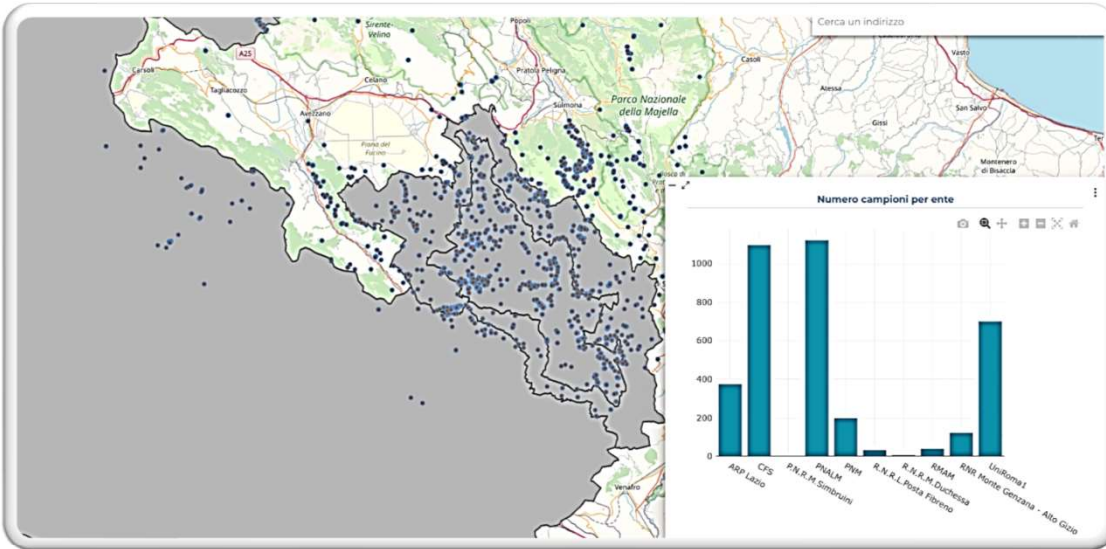 Cerca un indirizzo
Sirente-
Velino
Popoli
A25
Carsoli
Tagliacozzo
Celano
Avezzano
Piana del
Fucino
Pratola Peligna
Sulmona
Parco Nazionale
della Majella
Casoli
Atessa
Gissi
Vasto
San Salvo
Montenero
di Bisaccia
Venafro
Numero campioni per ente
1000
800
600
400
200
0
ARP Lazio
CFS
P.N.R.M.Simbruini
PNALM
PNM
R.N.R.L.Posta Fibreno
R.N.R.M.Duchessa
RMAM
RNR Monte Genzana - Alto Gizio
UniRoma1